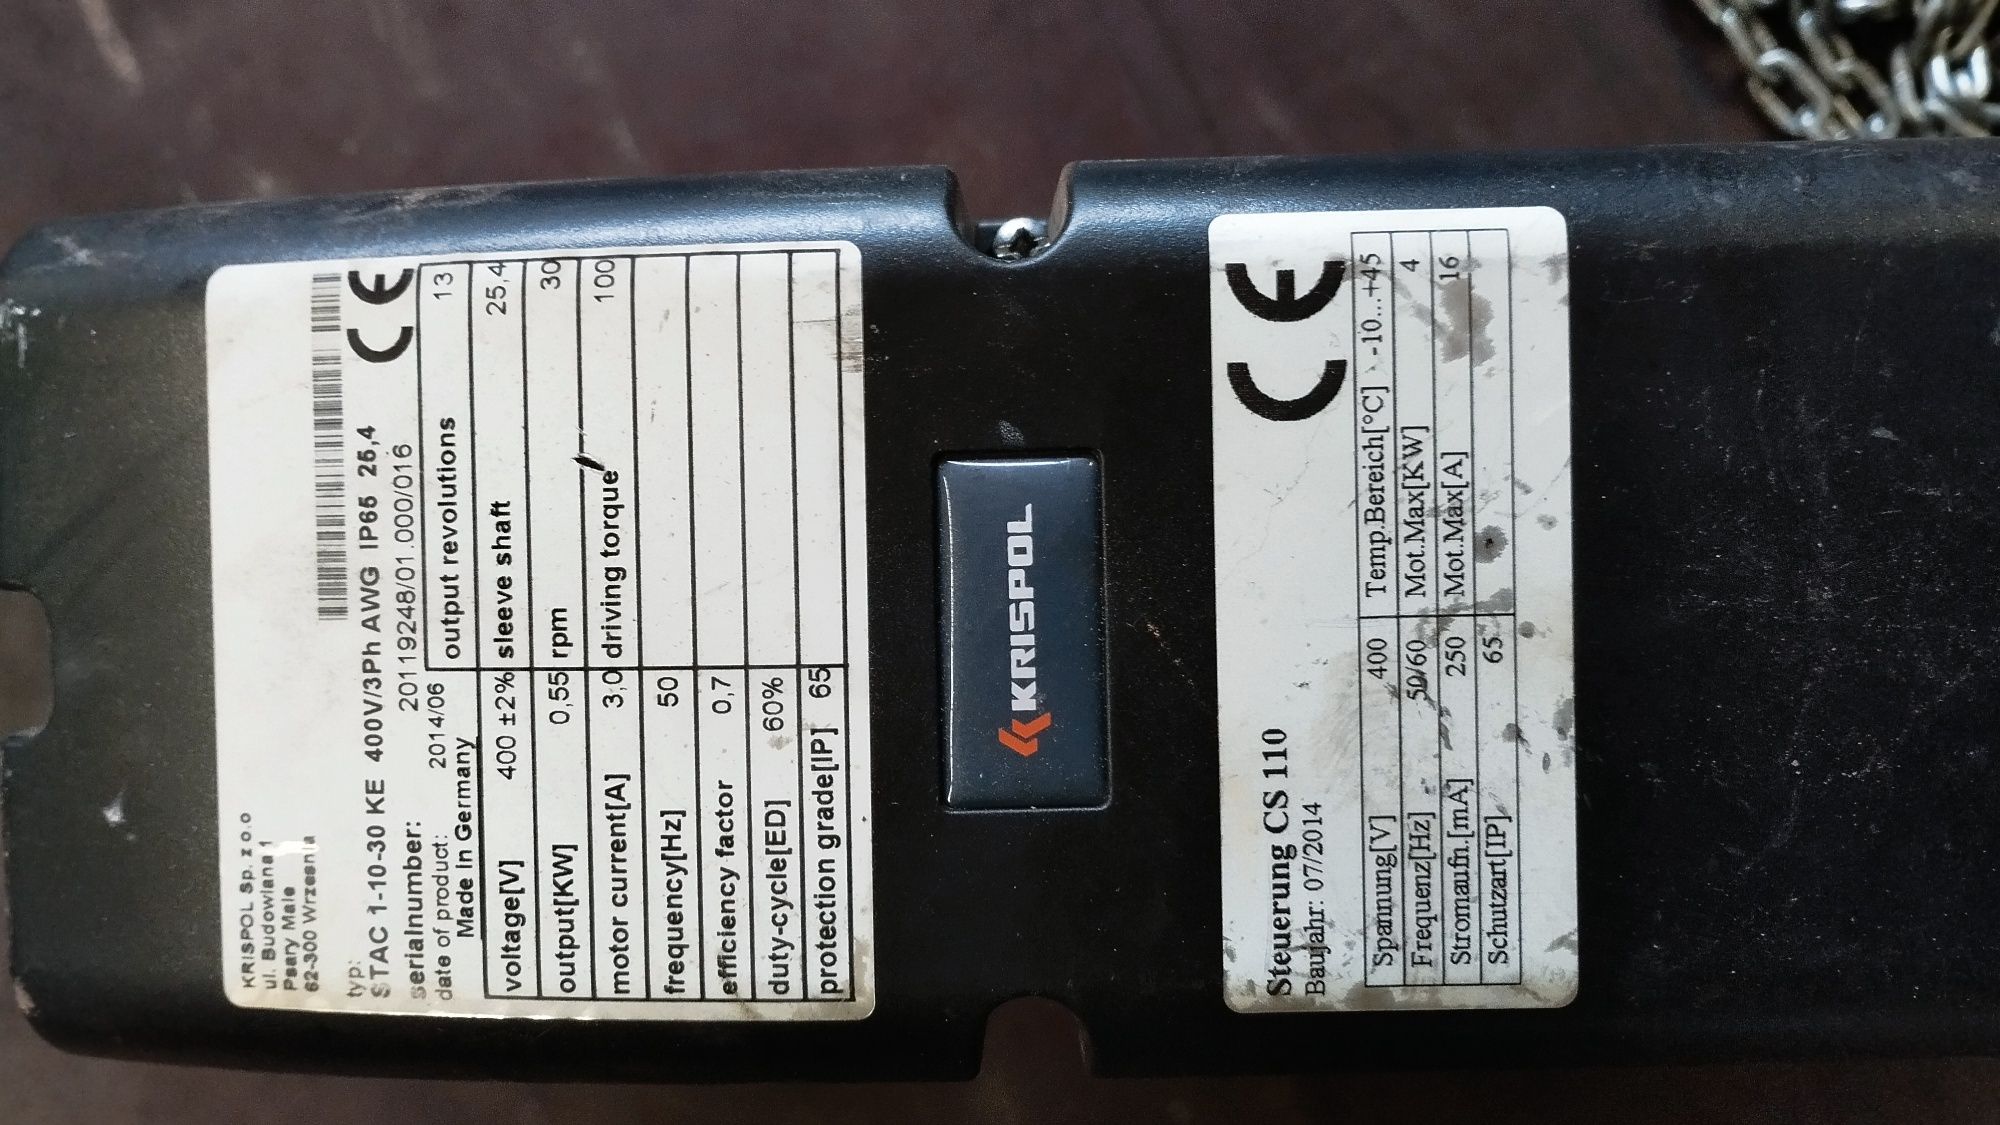 KRISPOL Sp. z o.o
ul. Budowlana 1
Psary Małe
62-300 Września
typ:
STAC 1-10-30 KE 400V/3Ph AWG IP65 25,4
serialnumber: 20119248/01.000/016
date of product: 2014/06
Made in Germany
CE
output revolutions 13
voltage[V] 400 ±2% sleeve shaft 25,4
output[KW] 0,55 rpm 30
motor current[A] 3,0 driving torque 100
frequency[Hz] 50
efficiency factor 0,7
duty-cycle[ED] 60%
protection grade[IP] 65
KRISPOL
Steuerung CS 110
Baujahr: 07/2014
CE
Spannung[V] 400 Temp.Bereich[°C] -10...+45
Frequenz[Hz] 50/60 Mot.Max[KW] 4
Stromaufn.[mA] 250 Mot.Max[A] 16
Schutzart[IP] 65